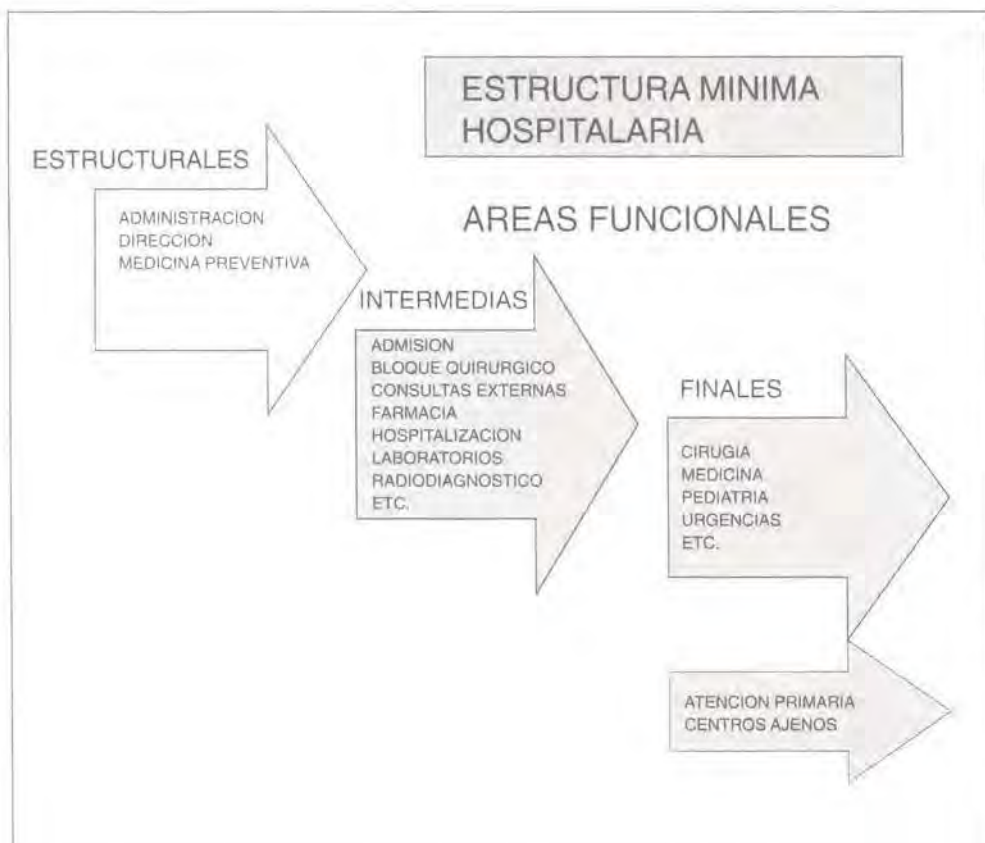 ESTRUCTURA MINIMA
HOSPITALARIA
ESTRUCTURALES
ADMINISTRACION
DIRECCION
MEDICINA PREVENTIVA
AREAS FUNCIONALES
INTERMEDIAS
ADMISION
BLOQUE QUIRURGICO
CONSULTAS EXTERNAS
FARMACIA
HOSPITALIZACION
LABORATORIOS
RADIODIAGNOSTICO
ETC.
FINALES
CIRUGIA
MEDICINA
PEDIATRIA
URGENCIAS
ETC.
ATENCION PRIMARIA
CENTROS AJENOS